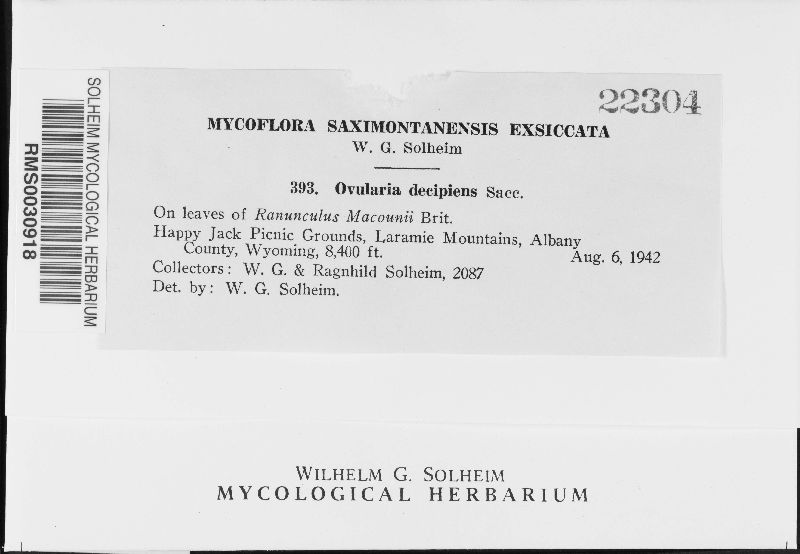 22304
MYCOFLORA SAXIMONTANENSIS EXSICCATA
W. G. Solheim
393. Ovularia decipiens Sacc.
On leaves of Ranunculus Macounii Brit.
Happy Jack Picnic Grounds, Laramie Mountains, Albany
County, Wyoming, 8,400 ft. Aug. 6, 1942
Collectors: W. G. & Ragnhild Solheim, 2087
Det. by: W. G. Solheim.
SOLHEIM MYCOLOGICAL HERBARIUM
RMS0030918
WILHELM G. SOLHEIM
MYCOLOGICAL HERBARIUM